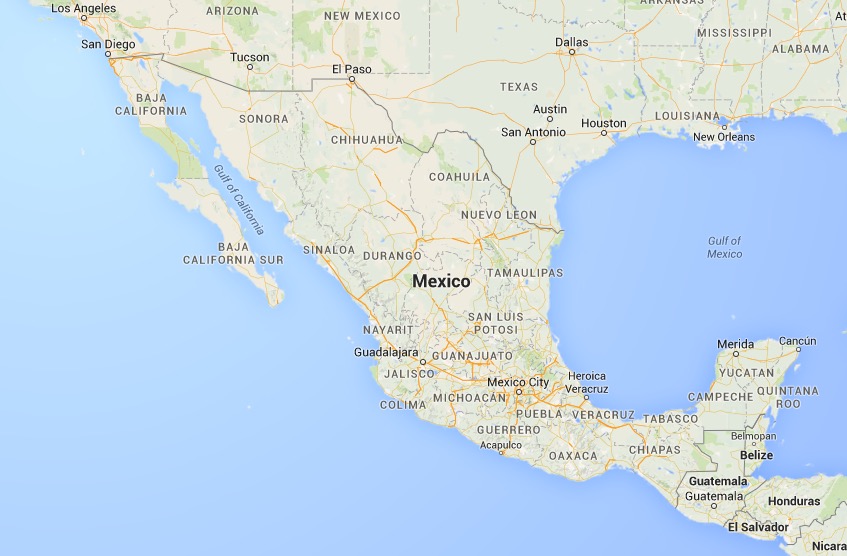 Los Angeles
ARIZONA
NEW MEXICO
ARKANSAS
At
San Diego
Dallas
MISSISSIPPI
ALABAMA
Tucson
El Paso
TEXAS
BAJA
CALIFORNIA
SONORA
Austin
Houston
LOUISIANA
San Antonio
New Orleans
CHIHUAHUA
COAHUILA
Gulf of California
NUEVO LEON
BAJA
CALIFORNIA SUR
SINALOA
DURANGO
Gulf of
Mexico
TAMAULIPAS
Mexico
SAN LUIS
POTOSI
NAYARIT
Guadalajara
GUANAJUATO
Merida
Cancún
JALISCO
Mexico City
Heroica
Veracruz
YUCATAN
QUINTANA
ROO
CAMPECHE
COLIMA
MICHOACÁN
PUEBLA
VERACRUZ
TABASCO
GUERRERO
Acapulco
OAXACA
CHIAPAS
Belmopan
Belize
Guatemala
Guatemala
Honduras
El Salvador
Nicara